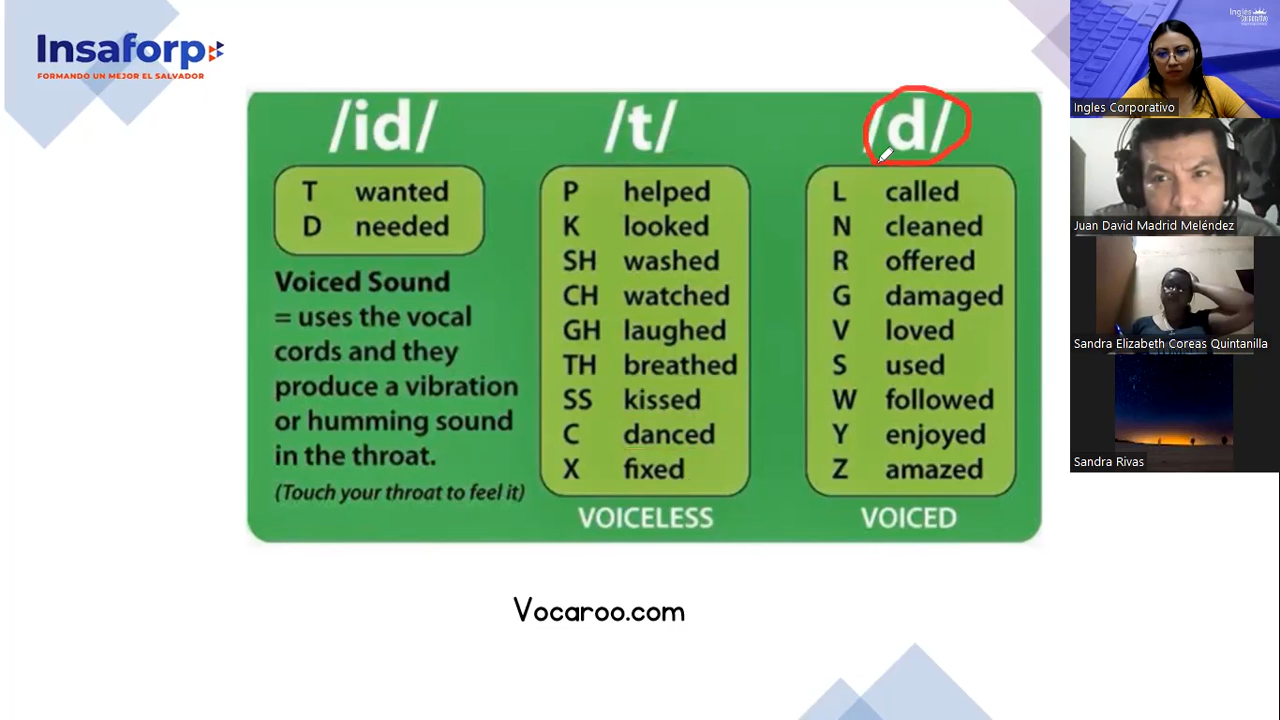 Insaforp
FORMANDO UN MEJOR EL SALVADOR
/id/
T wanted
D needed
Voiced Sound
= uses the vocal
cords and they
produce a vibration
or humming sound
in the throat.
(Touch your throat to feel it)
/t/
P helped
K looked
SH washed
CH watched
GH laughed
TH breathed
SS kissed
C danced
X fixed
VOICELESS
/d/
L called
N cleaned
R offered
G damaged
V loved
S used
W followed
Y enjoyed
Z amazed
VOICED
Vocaroo.com
Ingles Corporativo
Juan David Madrid Meléndez
Sandra Elizabeth Coreas Quintanilla
Sandra Rivas